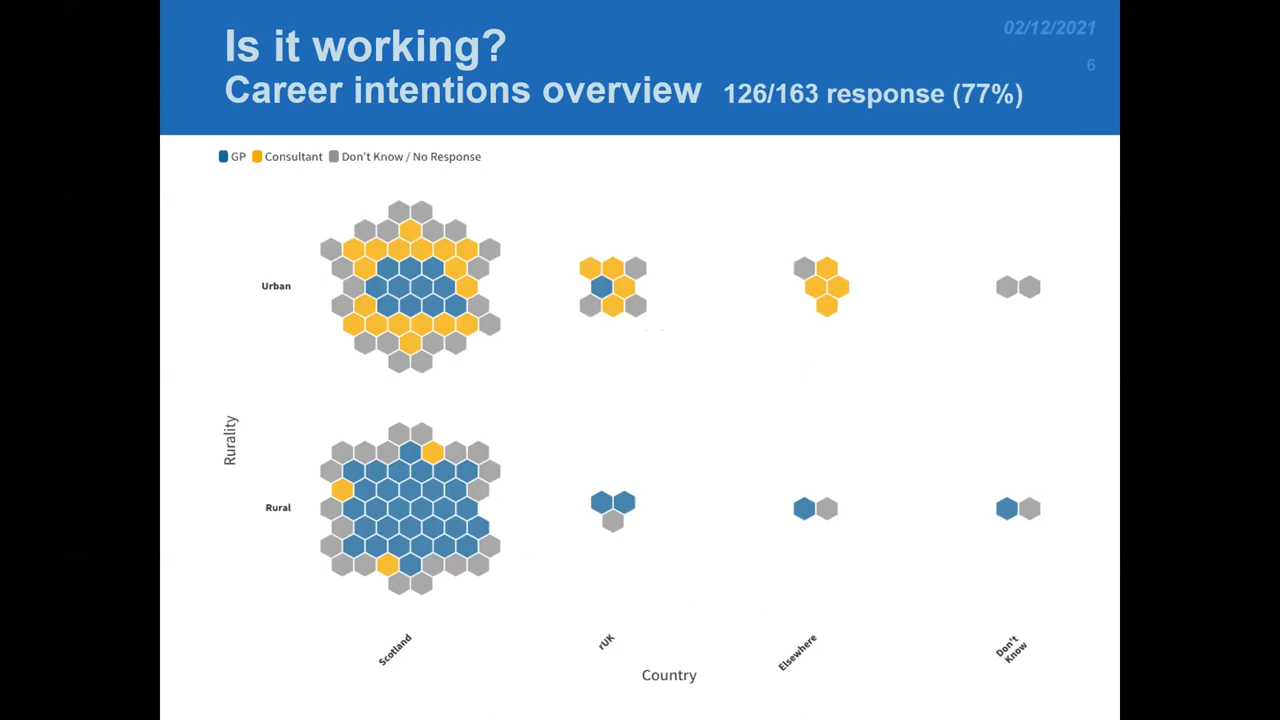 02/12/2021
Is it working?
6
Career intentions overview 126/163 response (77%)
GP Consultant Don't Know / No Response
Urban
Rurality
Rural
Scotland
rUK
Elsewhere
Don't
Know
Country